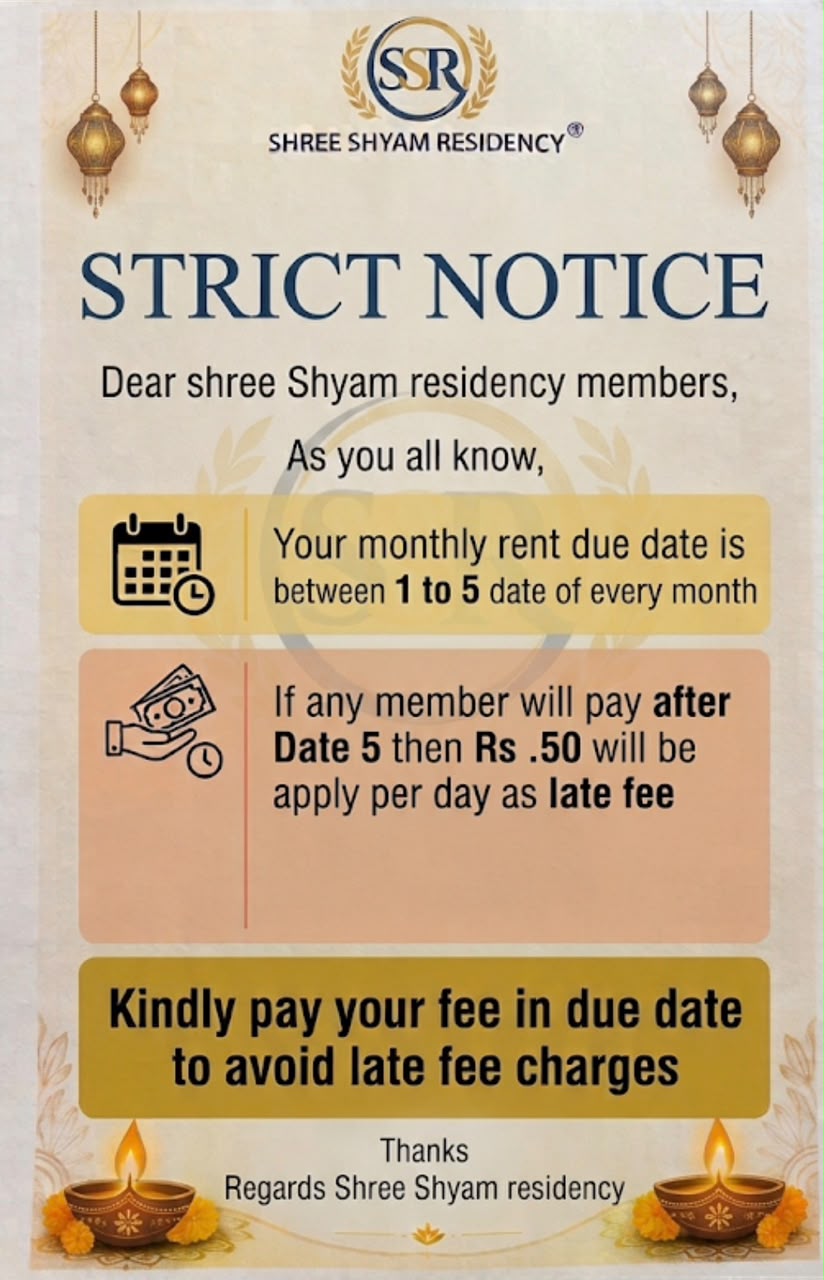 SSR
SHREE SHYAM RESIDENCY®
STRICT NOTICE
Dear shree Shyam residency members,
As you all know,
Your monthly rent due date is
between 1 to 5 date of every month
If any member will pay after
Date 5 then Rs .50 will be
apply per day as late fee
Kindly pay your fee in due date
to avoid late fee charges
Thanks
Regards Shree Shyam residency